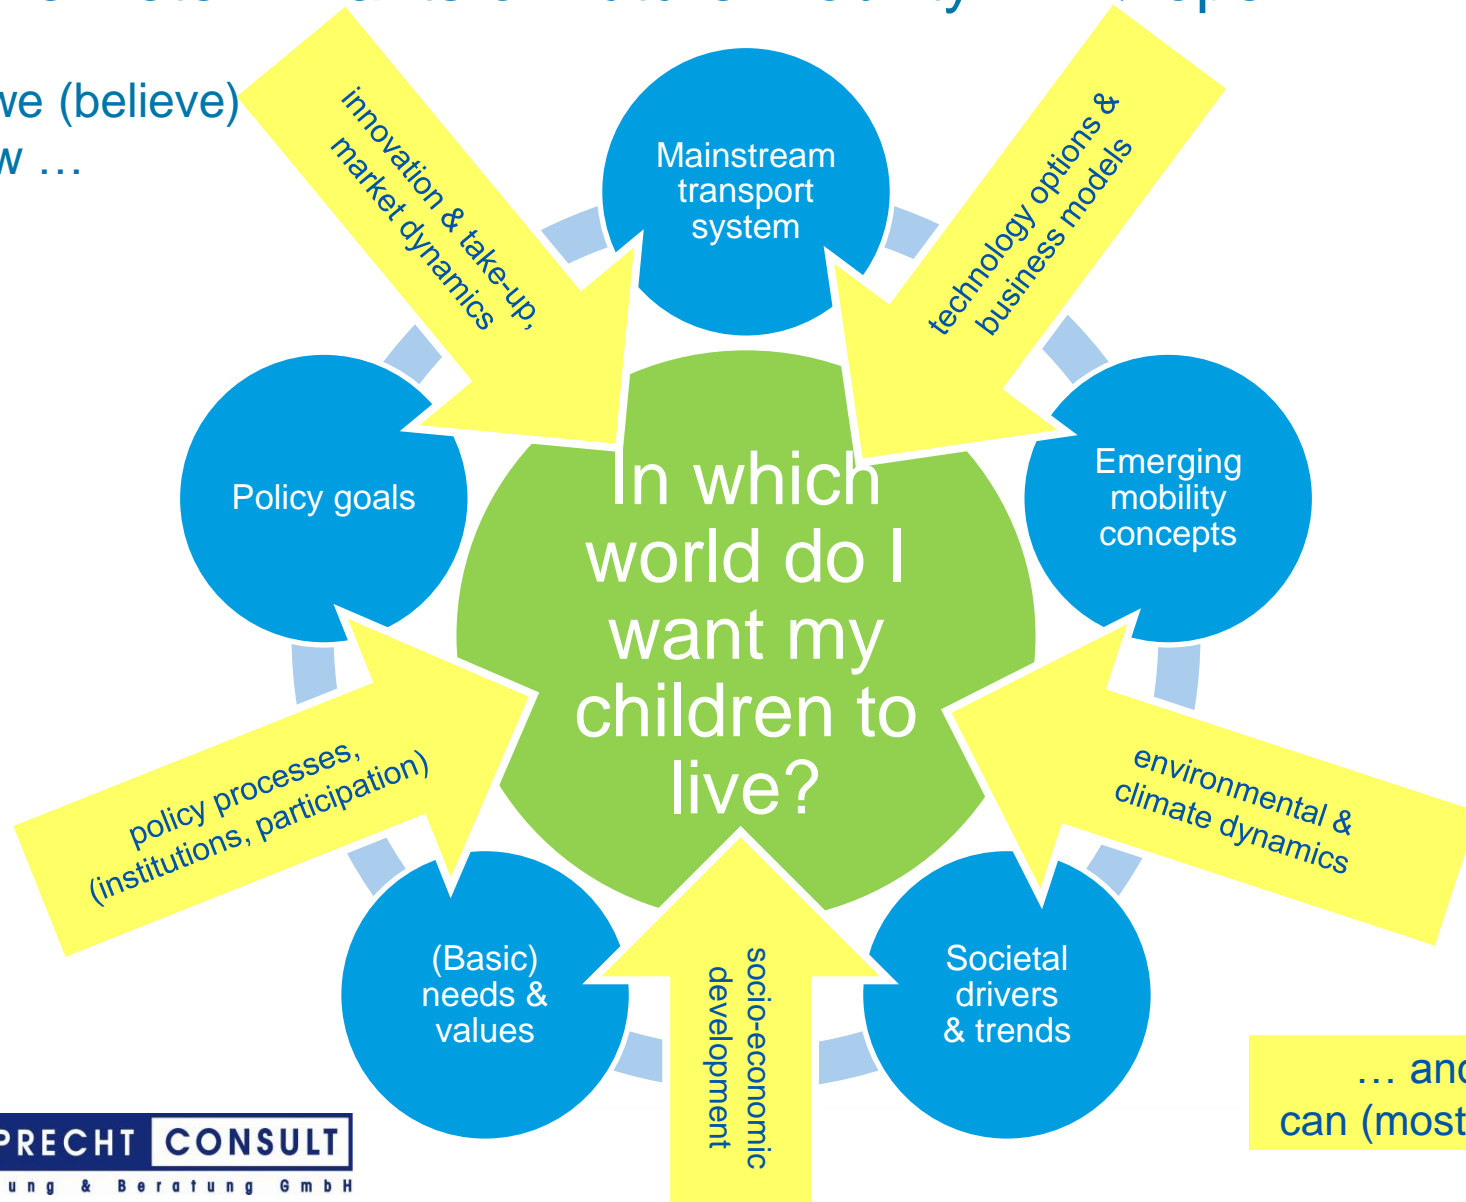 we (believe)
…
innovation & take-up,
market dynamics
Mainstream
transport
system
technology options &
business models
Policy goals
Emerging
mobility
concepts
In which
world do I
want my
children to
live?
policy processes,
(institutions, participation)
environmental &
climate dynamics
(Basic)
needs &
values
socio-economic
development
Societal
drivers
& trends
… and
can (most
PRECHT CONSULT
ung & Beratung GmbH